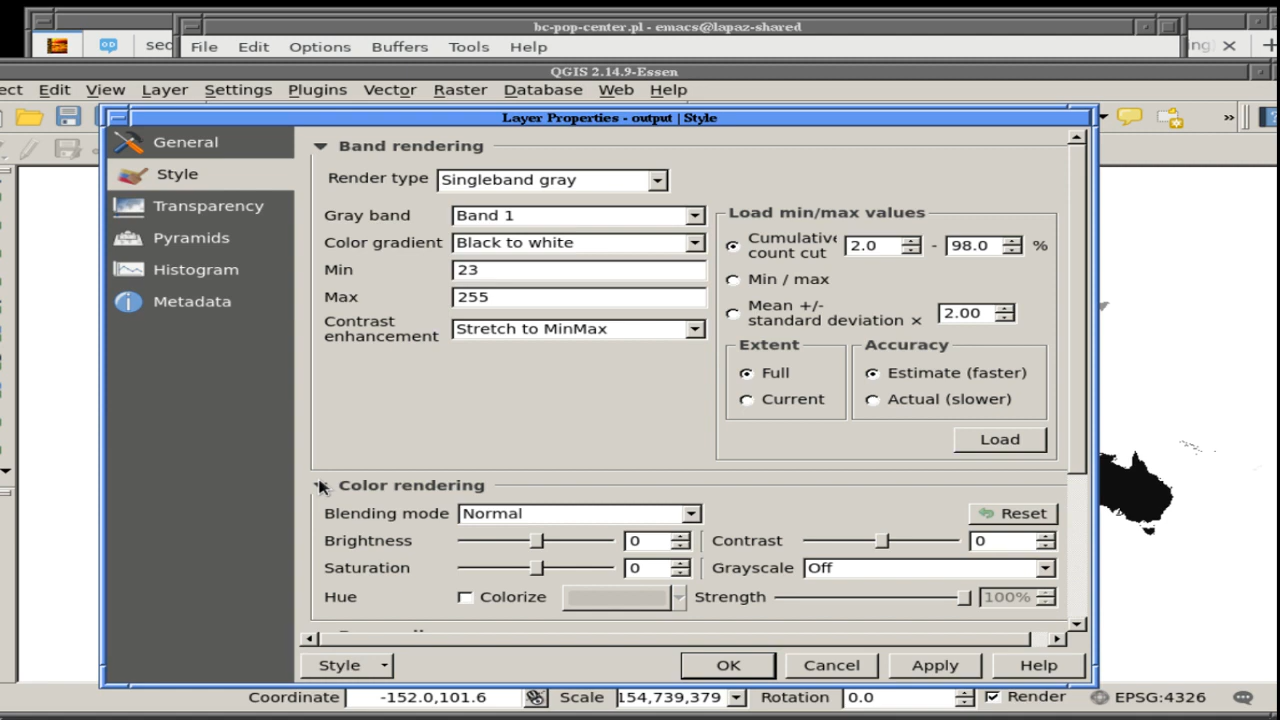 bc-pop-center.pl - emacs@lapaz-shared
sec
File Edit Options Buffers Tools Help
ing
QGIS 2.14.9-Essen
ect Edit View Layer Settings Plugins Vector Raster Database Web Help
Layer Properties - output | Style
General
Style
Transparency
Pyramids
Histogram
Metadata
Band rendering
Render type Singleband gray
Gray band Band 1
Color gradient Black to white
Min 23
Max 255
Contrast
enhancement Stretch to MinMax
Load min/max values
Cumulative
count cut 2.0 - 98.0 %
Min / max
Mean +/-
standard deviation × 2.00
Extent
Full
Current
Accuracy
Estimate (faster)
Actual (slower)
Load
Color rendering
Blending mode Normal Reset
Brightness 0 Contrast 0
Saturation 0 Grayscale Off
Hue Colorize Strength 100%
Style OK Cancel Apply Help
Coordinate -152.0,101.6 Scale 154,739,379 Rotation 0.0 Render EPSG:4326